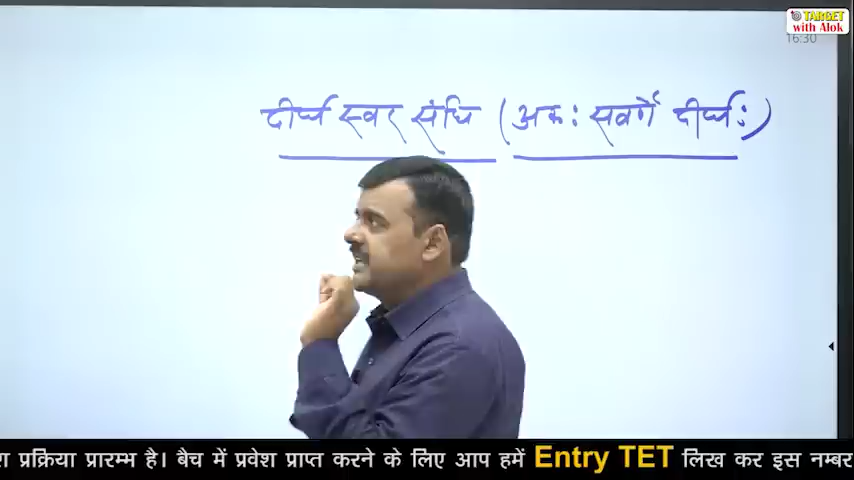 TARGET
with Alok
16:30
दीर्घ स्वर संधि (अक: सवर्णे दीर्घ:)
प्रक्रिया प्रारम्भ है। बैच में प्रवेश प्राप्त करने के लिए आप हमें Entry TET लिख कर इस नम्बर